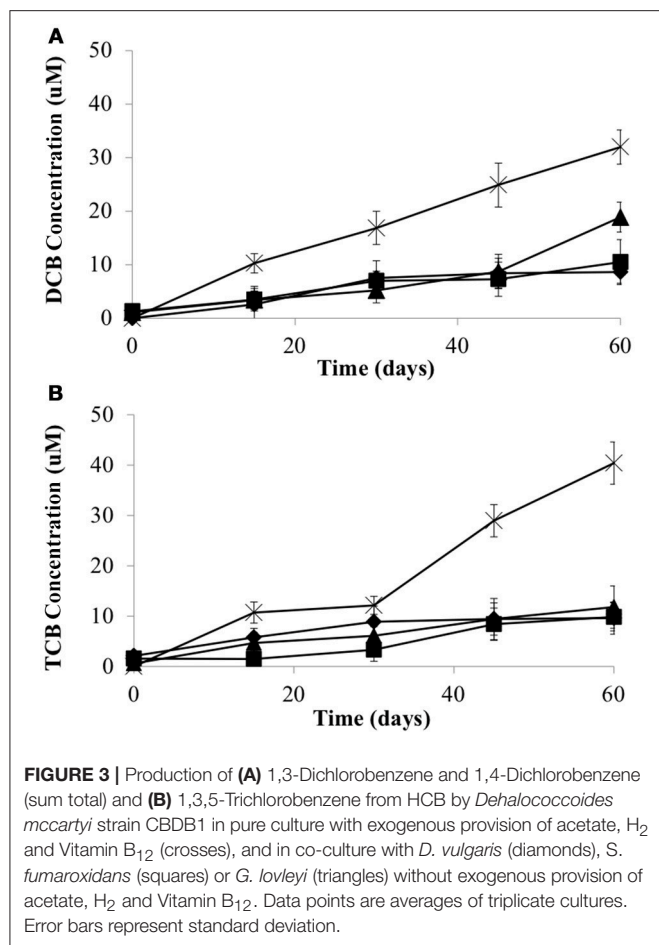 A
50
40
30
20
10
0
DCB Concentration (uM)
0 20 40 60
Time (days)
B
50
40
30
20
10
0
TCB Concentration (uM)
0 20 40 60
Time (days)
FIGURE 3 | Production of (A) 1,3-Dichlorobenzene and 1,4-Dichlorobenzene
(sum total) and (B) 1,3,5-Trichlorobenzene from HCB by Dehalococcoides
mccartyi strain CBDB1 in pure culture with exogenous provision of acetate, H2
and Vitamin B12 (crosses), and in co-culture with D. vulgaris (diamonds), S.
fumaroxidans (squares) or G. lovleyi (triangles) without exogenous provision of
acetate, H2 and Vitamin B12. Data points are averages of triplicate cultures.
Error bars represent standard deviation.